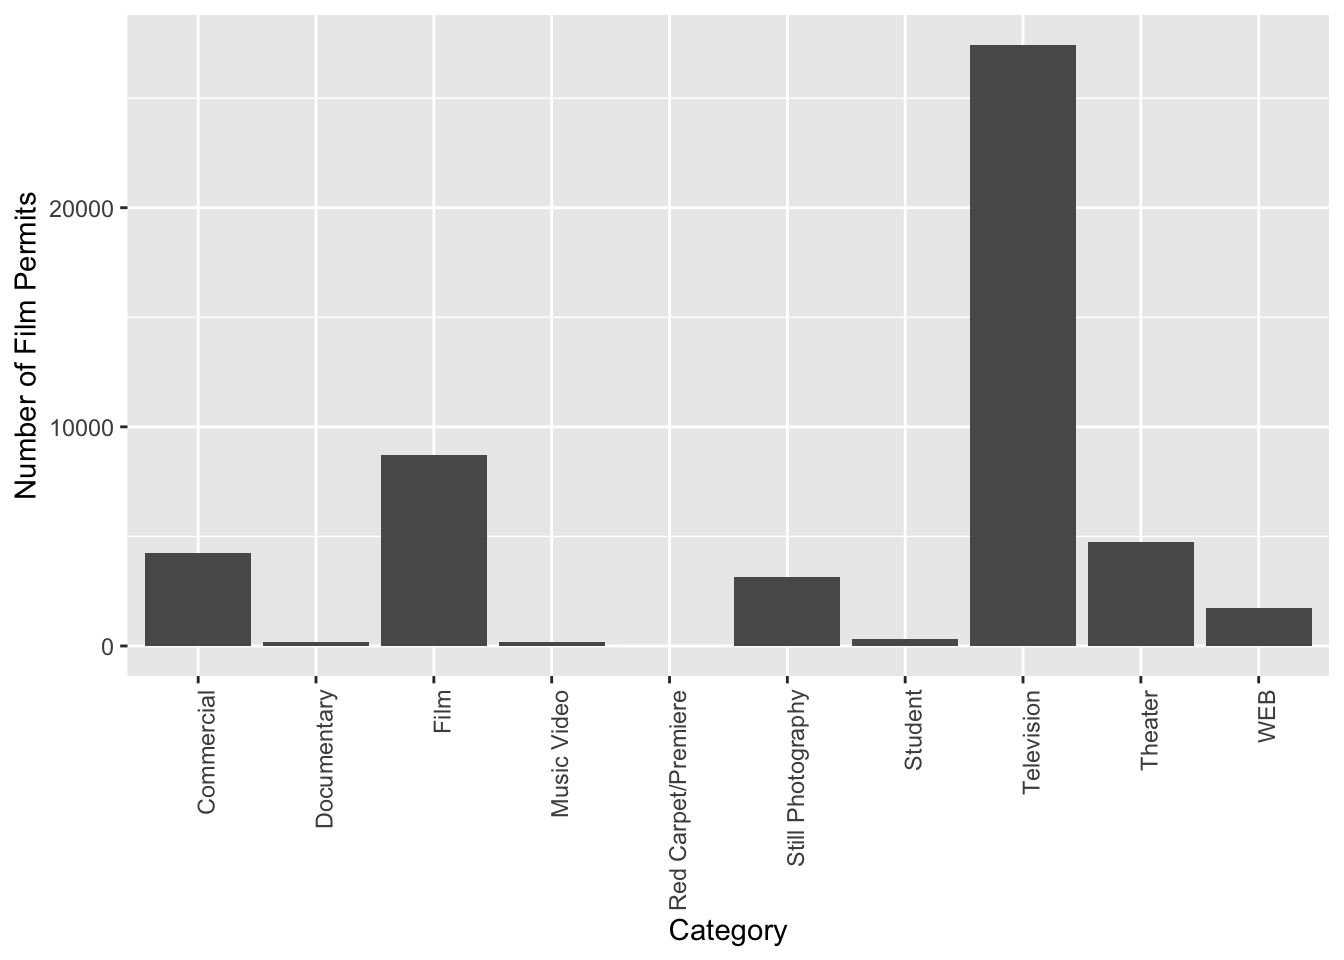 Number of Film Permits
20000
10000
0
Commercial
Documentary
Film
Music Video
Red Carpet/Premiere
Still Photography
Student
Television
Theater
WEB
Category